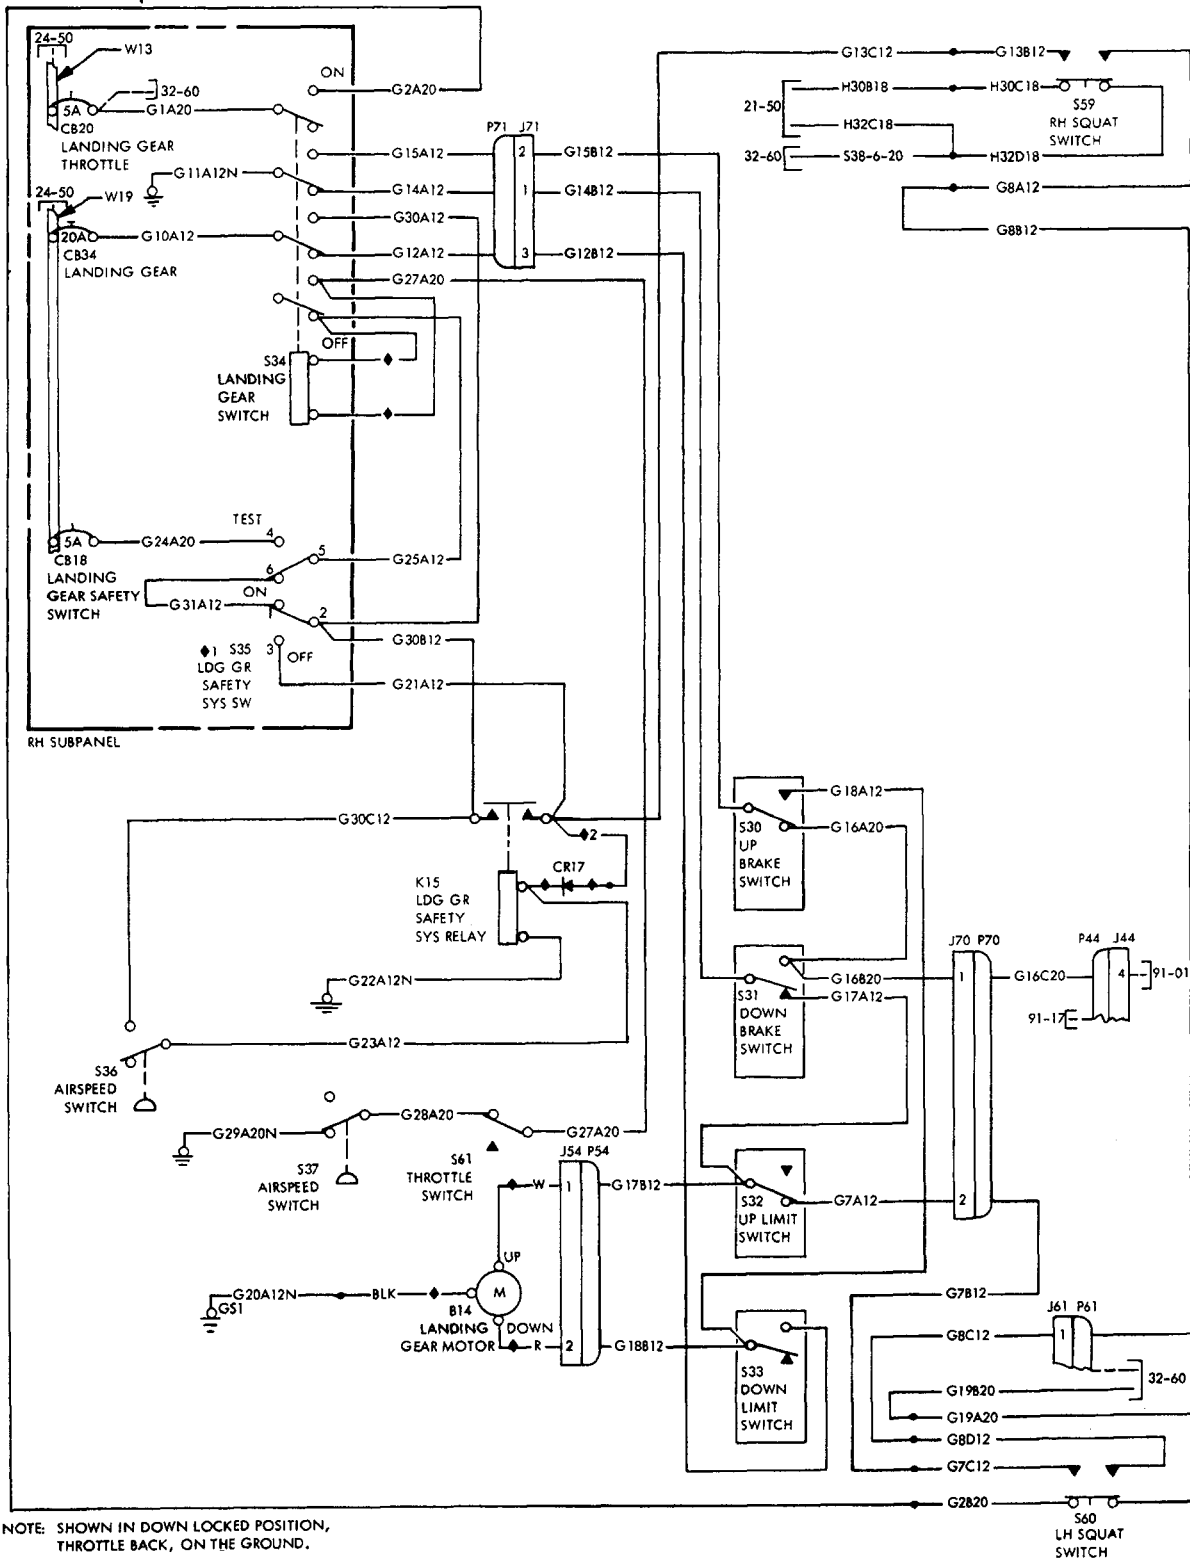 24-50
W13
32-60
5A
G1A20
CB20
LANDING GEAR
THROTTLE
ON
G2A20
G11A12N
P71 J71
G15A12
2
G15B12
G14A12
1
G14B12
24-50
W19
20A
G10A12
CB34
LANDING GEAR
G30A12
G12A12
3
G12B12
G27A20
OFF
S34
LANDING
GEAR
SWITCH
TEST
5A
G24A20
4
CB18
LANDING
GEAR SAFETY
SWITCH
5
G25A12
6
ON
G31A12
1
2
G30B12
1 S35
LDG GR
SAFETY
SYS SW
3
OFF
G21A12
RH SUBPANEL
G13C12
G13B12
21-50
H30B18
H30C18
S59
RH SQUAT
SWITCH
H32C18
32-60
S38-6-20
H32D18
G8A12
G8B12
G30C12
2
CR17
K15
LDG GR
SAFETY
SYS RELAY
G22A12N
G23A12
S36
AIRSPEED
SWITCH
G18A12
S30
UP
BRAKE
SWITCH
G16A20
S31
DOWN
BRAKE
SWITCH
G16B20
G17A12
J70 P70
1
G16C20
P44 J44
4
91-01
91-17
G29A20N
S37
AIRSPEED
SWITCH
G28A20
S61
THROTTLE
SWITCH
G27A20
J54 P54
W
1
G17B12
S32
UP LIMIT
SWITCH
G7A12
2
UP
M
G20A12N
GS1
BLK
B14
LANDING
GEAR MOTOR
DOWN
R
2
G18B12
S33
DOWN
LIMIT
SWITCH
G7B12
J61 P61
G8C12
1
32-60
G19B20
G19A20
G8D12
G7C12
G2B20
S60
LH SQUAT
SWITCH
NOTE: SHOWN IN DOWN LOCKED POSITION,
THROTTLE BACK, ON THE GROUND.